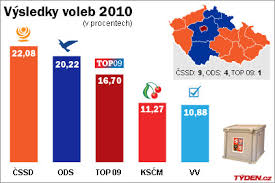 Výsledky voleb 2010
(v procentech)
22,08
20,22
TOP09
16,70
11,27
10,88
ČSSD: 9, ODS: 4, TOP 09: 1
ČSSD
ODS
TOP 09
KSČM
VV
TÝDEN.cz